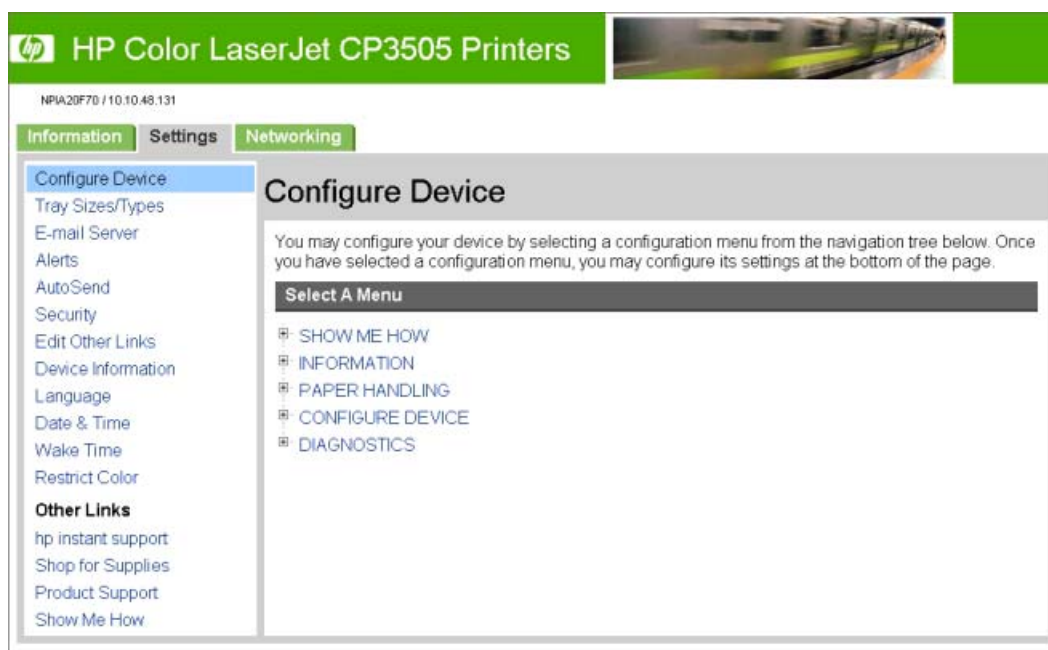 hp HP Color LaserJet CP3505 Printers
NPIA20F70 / 10.10.48.131
Information Settings Networking
Configure Device
Tray Sizes/Types
E-mail Server
Alerts
AutoSend
Security
Edit Other Links
Device Information
Language
Date & Time
Wake Time
Restrict Color
Other Links
hp instant support
Shop for Supplies
Product Support
Show Me How
Configure Device
You may configure your device by selecting a configuration menu from the navigation tree below. Once
you have selected a configuration menu, you may configure its settings at the bottom of the page.
Select A Menu
SHOW ME HOW
INFORMATION
PAPER HANDLING
CONFIGURE DEVICE
DIAGNOSTICS